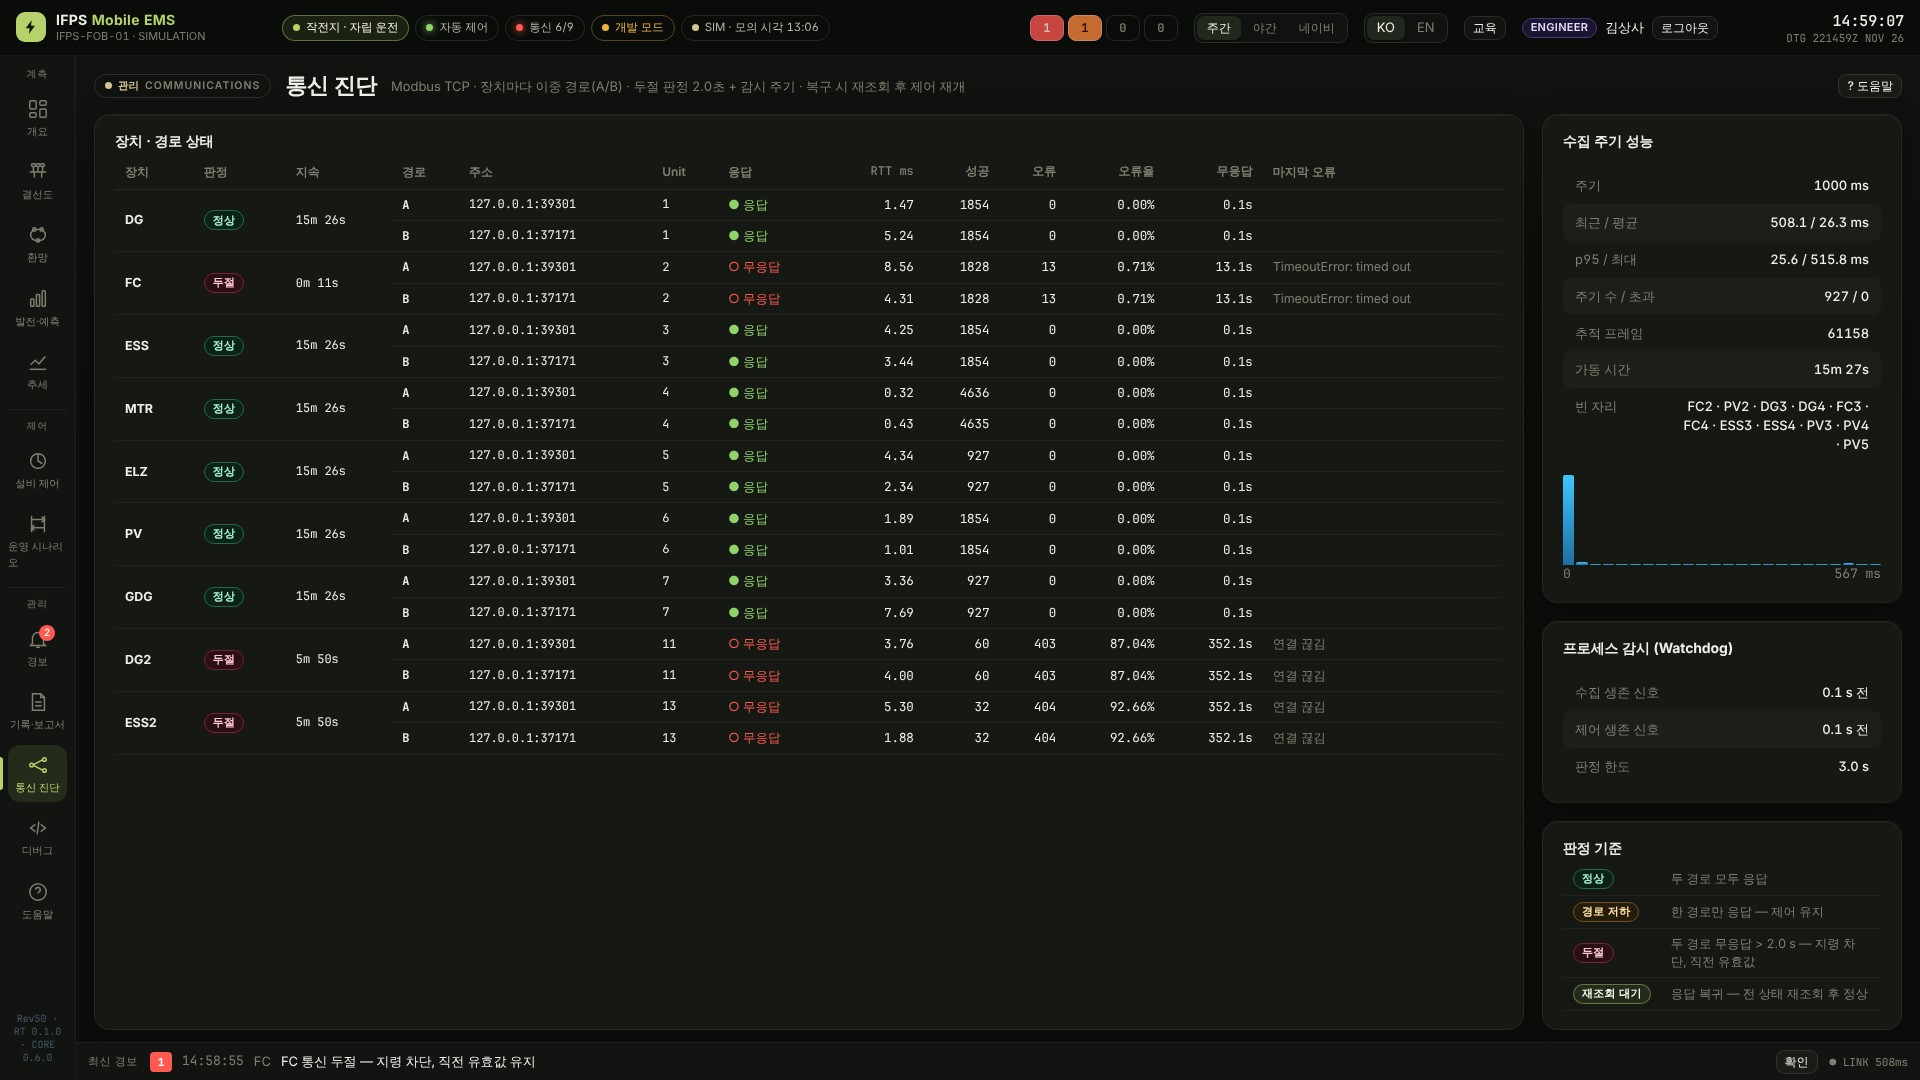 IFPS Mobile EMS
IFPS-FOB-01 · SIMULATION
작전지 · 자립 운전
자동 제어
통신 6/9
개발 모드
SIM · 모의 시각 13:06
1 1 0 0
주간 야간 네이비
KO EN
교육
ENGINEER 김상사 로그아웃
14:59:07
DTG 221459Z NOV 26
계측
개요
결선도
환망
발전·예측
추세
제어
설비 제어
운영 시나리오
관리
2
경보
기록·보고서
통신 진단
디버그
도움말
Rev50 ·
RT 0.1.0
· CORE
0.6.0
관리 COMMUNICATIONS
통신 진단
Modbus TCP · 장치마다 이중 경로(A/B) · 두절 판정 2.0초 + 감시 주기 · 복구 시 재조회 후 제어 재개
? 도움말
장치 · 경로 상태
장치 판정 지속 경로 주소 Unit 응답 RTT ms 성공 오류 오류율 무응답 마지막 오류
DG 정상 15m 26s
A 127.0.0.1:39301 1 응답 1.47 1854 0 0.00% 0.1s
B 127.0.0.1:37171 1 응답 5.24 1854 0 0.00% 0.1s
FC 두절 0m 11s
A 127.0.0.1:39301 2 무응답 8.56 1828 13 0.71% 13.1s TimeoutError: timed out
B 127.0.0.1:37171 2 무응답 4.31 1828 13 0.71% 13.1s TimeoutError: timed out
ESS 정상 15m 26s
A 127.0.0.1:39301 3 응답 4.25 1854 0 0.00% 0.1s
B 127.0.0.1:37171 3 응답 3.44 1854 0 0.00% 0.1s
MTR 정상 15m 26s
A 127.0.0.1:39301 4 응답 0.32 4636 0 0.00% 0.1s
B 127.0.0.1:37171 4 응답 0.43 4635 0 0.00% 0.1s
ELZ 정상 15m 26s
A 127.0.0.1:39301 5 응답 4.34 927 0 0.00% 0.1s
B 127.0.0.1:37171 5 응답 2.34 927 0 0.00% 0.1s
PV 정상 15m 26s
A 127.0.0.1:39301 6 응답 1.89 1854 0 0.00% 0.1s
B 127.0.0.1:37171 6 응답 1.01 1854 0 0.00% 0.1s
GDG 정상 15m 26s
A 127.0.0.1:39301 7 응답 3.36 927 0 0.00% 0.1s
B 127.0.0.1:37171 7 응답 7.69 927 0 0.00% 0.1s
DG2 두절 5m 50s
A 127.0.0.1:39301 11 무응답 3.76 60 403 87.04% 352.1s 연결 끊김
B 127.0.0.1:37171 11 무응답 4.00 60 403 87.04% 352.1s 연결 끊김
ESS2 두절 5m 50s
A 127.0.0.1:39301 13 무응답 5.30 32 404 92.66% 352.1s 연결 끊김
B 127.0.0.1:37171 13 무응답 1.88 32 404 92.66% 352.1s 연결 끊김
수집 주기 성능
주기 1000 ms
최근 / 평균 508.1 / 26.3 ms
p95 / 최대 25.6 / 515.8 ms
주기 수 / 초과 927 / 0
추적 프레임 61158
가동 시간 15m 27s
빈 자리 FC2 · PV2 · DG3 · DG4 · FC3 ·
FC4 · ESS3 · ESS4 · PV3 · PV4
· PV5
0 567 ms
프로세스 감시 (Watchdog)
수집 생존 신호 0.1 s 전
제어 생존 신호 0.1 s 전
판정 한도 3.0 s
판정 기준
정상 두 경로 모두 응답
경로 저하 한 경로만 응답 — 제어 유지
두절 두 경로 무응답 > 2.0 s — 지령 차
단, 직전 유효값
재조회 대기 응답 복귀 — 전 상태 재조회 후 정상
최신 경보 1 14:58:55 FC FC 통신 두절 — 지령 차단, 직전 유효값 유지
확인
LINK 508ms